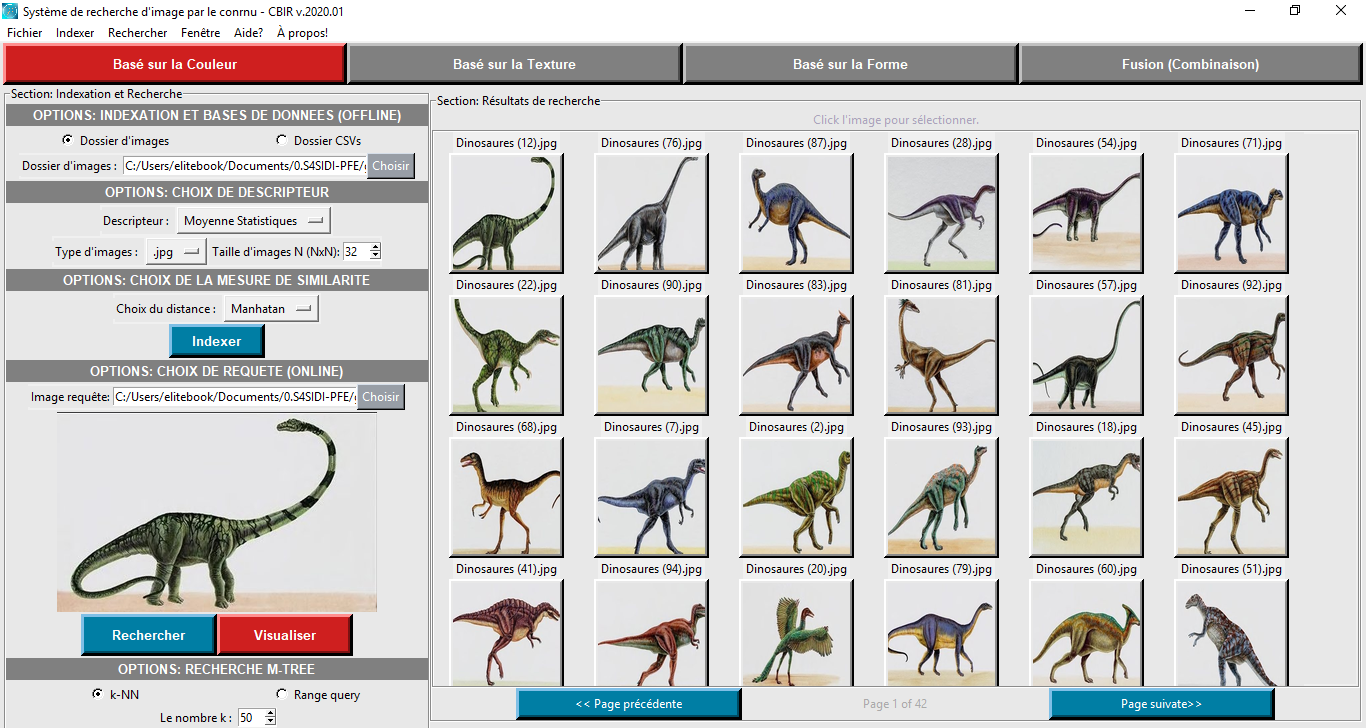 Système de recherche d'image par le conrnu - CBIR v.2020.01
Fichier Indexer Rechercher Fenêtre Aide? À propos!
Basé sur la Couleur Basé sur la Texture Basé sur la Forme Fusion (Combinaison)
Section: Indexation et Recherche
OPTIONS: INDEXATION ET BASES DE DONNEES (OFFLINE)
Dossier d'images Dossier CSVs
Dossier d'images : C:/Users/elitebook/Documents/0.S4SIDI-PFE/ Choisir
OPTIONS: CHOIX DE DESCRIPTEUR
Descripteur : Moyenne Statistiques
Type d'images : .jpg Taille d'images N (NxN): 32
OPTIONS: CHOIX DE LA MESURE DE SIMILARITE
Choix du distance : Manhatan
Indexer
OPTIONS: CHOIX DE REQUETE (ONLINE)
Image requête: C:/Users/elitebook/Documents/0.S4SIDI-PFE/ Choisir
Rechercher Visualiser
OPTIONS: RECHERCHE M-TREE
k-NN Range query
Le nombre k : 50
Section: Résultats de recherche
Click l'image pour sélectionner.
Dinosaures (12).jpg Dinosaures (76).jpg Dinosaures (87).jpg Dinosaures (28).jpg Dinosaures (54).jpg Dinosaures (71).jpg
Dinosaures (22).jpg Dinosaures (90).jpg Dinosaures (83).jpg Dinosaures (81).jpg Dinosaures (57).jpg Dinosaures (92).jpg
Dinosaures (68).jpg Dinosaures (7).jpg Dinosaures (2).jpg Dinosaures (93).jpg Dinosaures (18).jpg Dinosaures (45).jpg
Dinosaures (41).jpg Dinosaures (94).jpg Dinosaures (20).jpg Dinosaures (79).jpg Dinosaures (60).jpg Dinosaures (51).jpg
<< Page précédente Page 1 of 42 Page suivate>>